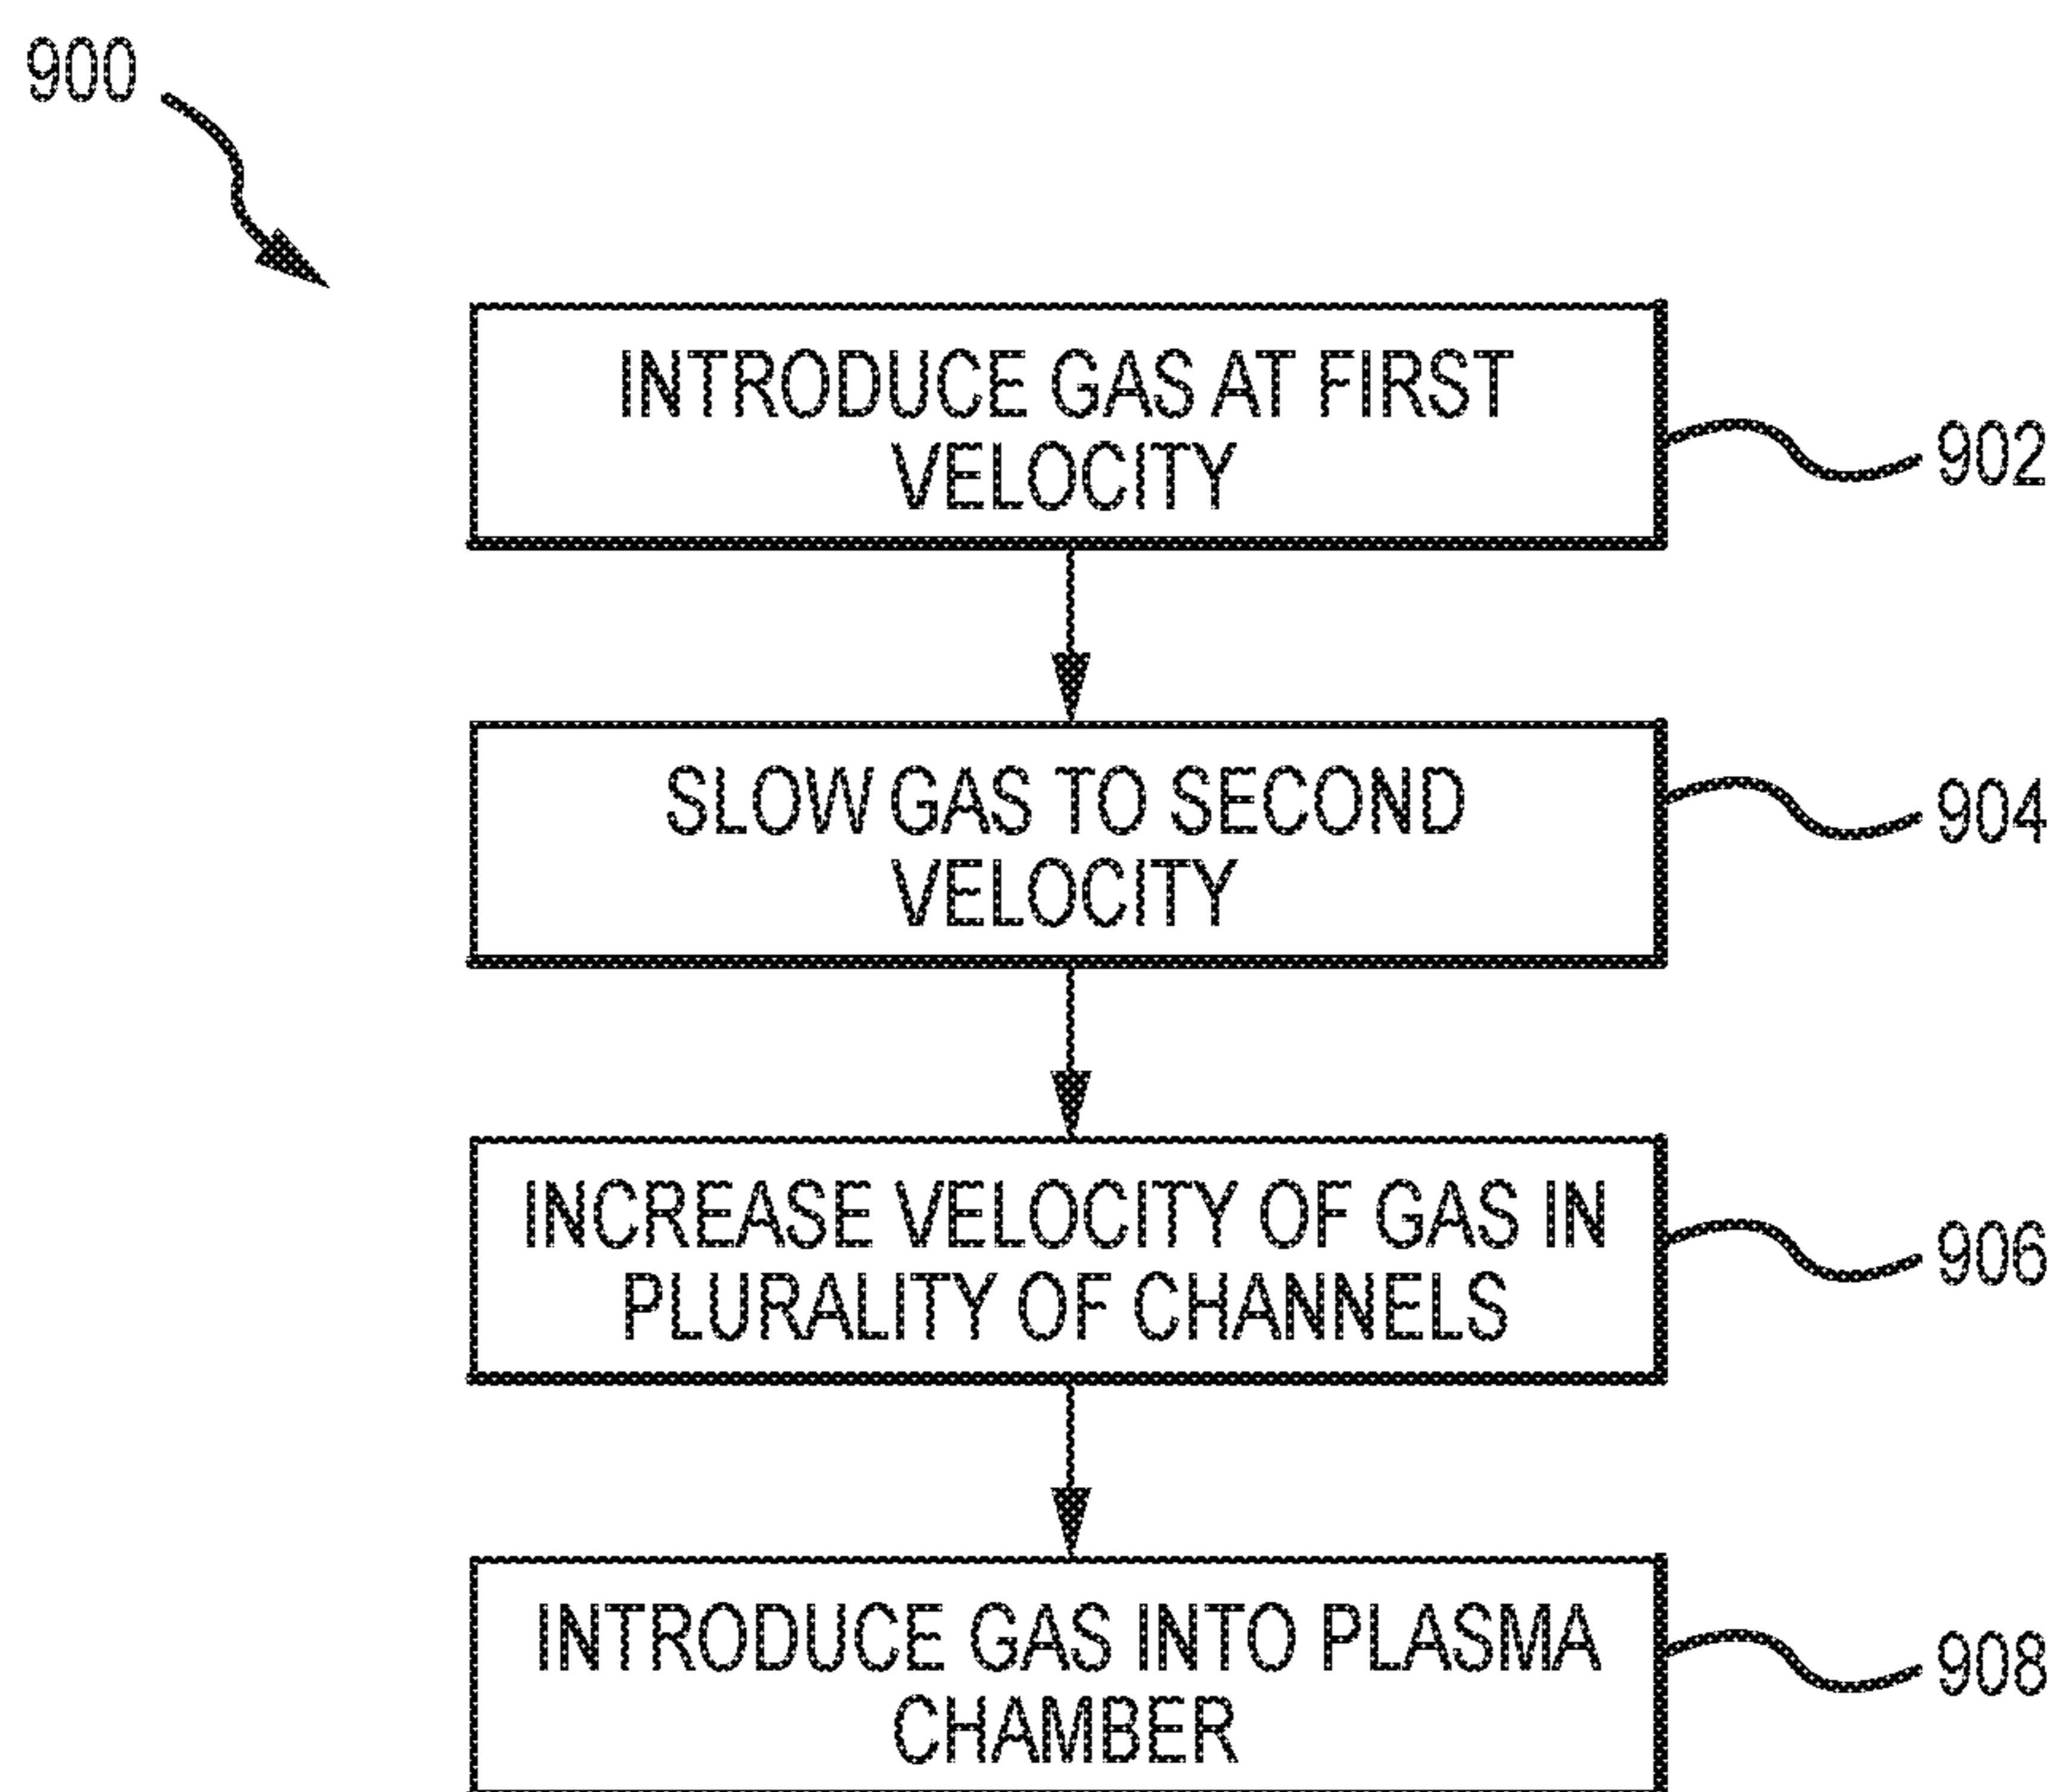 900
INTRODUCE GAS AT FIRST
VELOCITY
902
SLOW GAS TO SECOND
VELOCITY
904
INCREASE VELOCITY OF GAS IN
PLURALITY OF CHANNELS
906
INTRODUCE GAS INTO PLASMA
CHAMBER
908